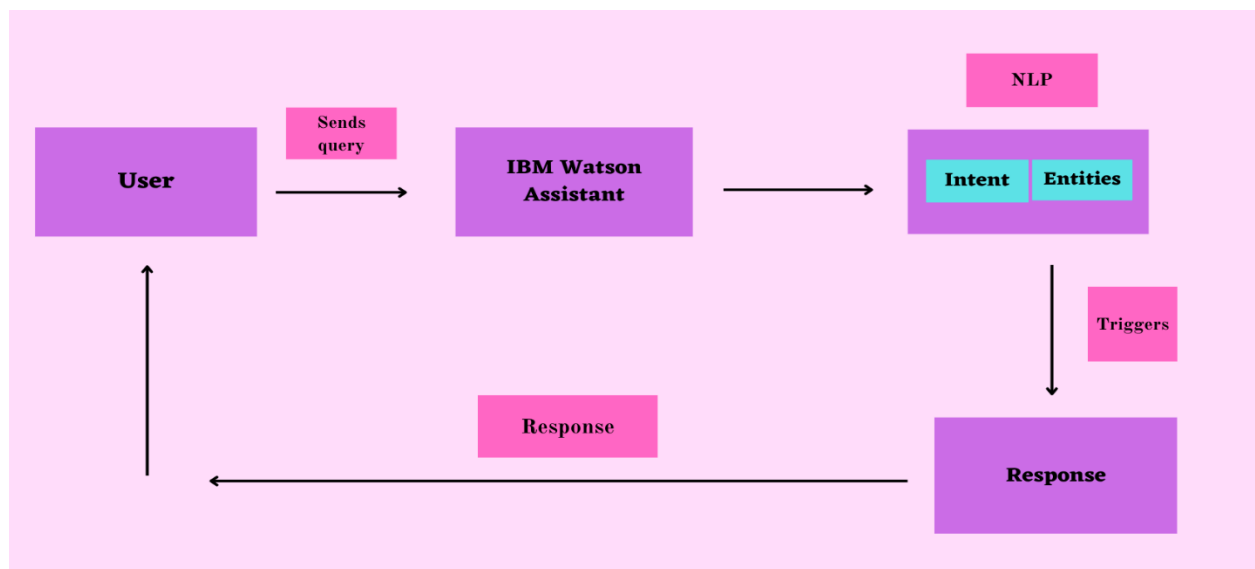 NLP
Sends
query
User
IBM Watson
Assistant
Intent
Entities
Triggers
Response
Response